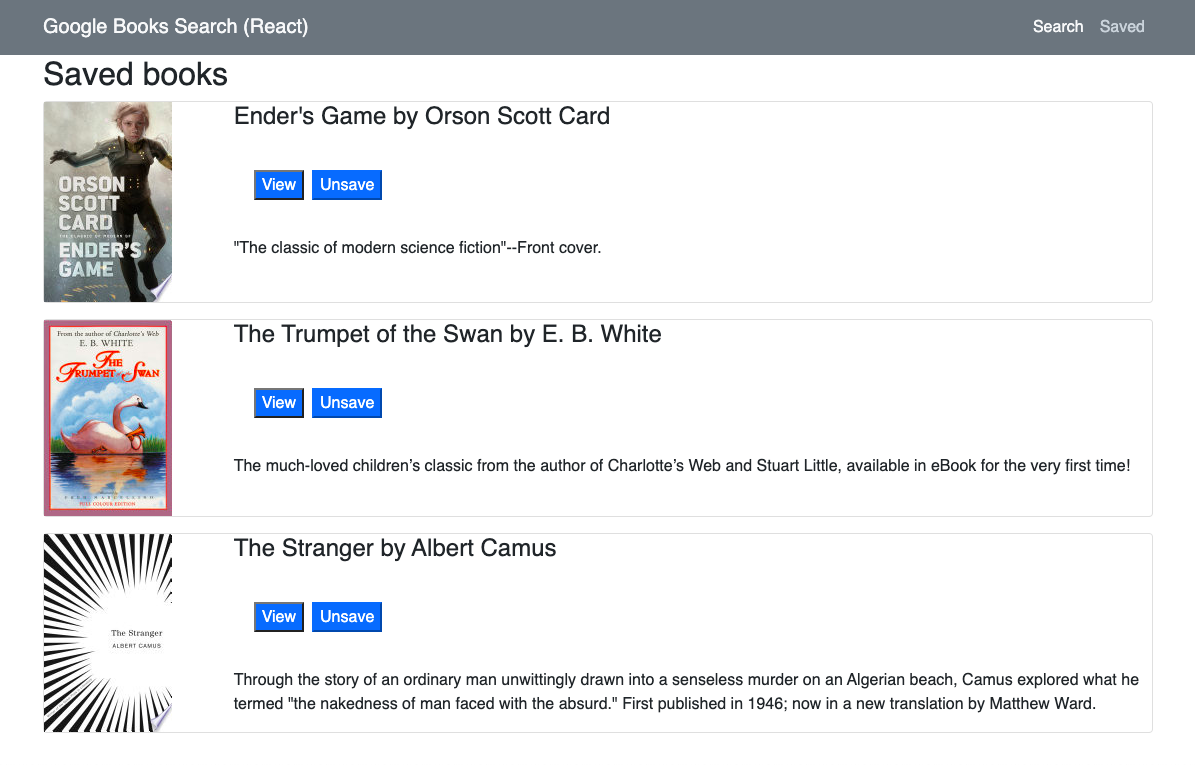 Google Books Search (React)
Search Saved
Saved books
ORSON
SCOTT
CARD
THE CLASSIC OF MODERN SF
ENDER'S
GAME
Ender's Game by Orson Scott Card
View Unsave
"The classic of modern science fiction"--Front cover.
From the author of Charlotte's Web
E. B. WHITE
THE
TRUMPET of the SWAN
FULL COLOUR EDITION
The Trumpet of the Swan by E. B. White
View Unsave
The much-loved children’s classic from the author of Charlotte’s Web and Stuart Little, available in eBook for the very first time!
The Stranger
ALBERT CAMUS
The Stranger by Albert Camus
View Unsave
Through the story of an ordinary man unwittingly drawn into a senseless murder on an Algerian beach, Camus explored what he
termed "the nakedness of man faced with the absurd." First published in 1946; now in a new translation by Matthew Ward.